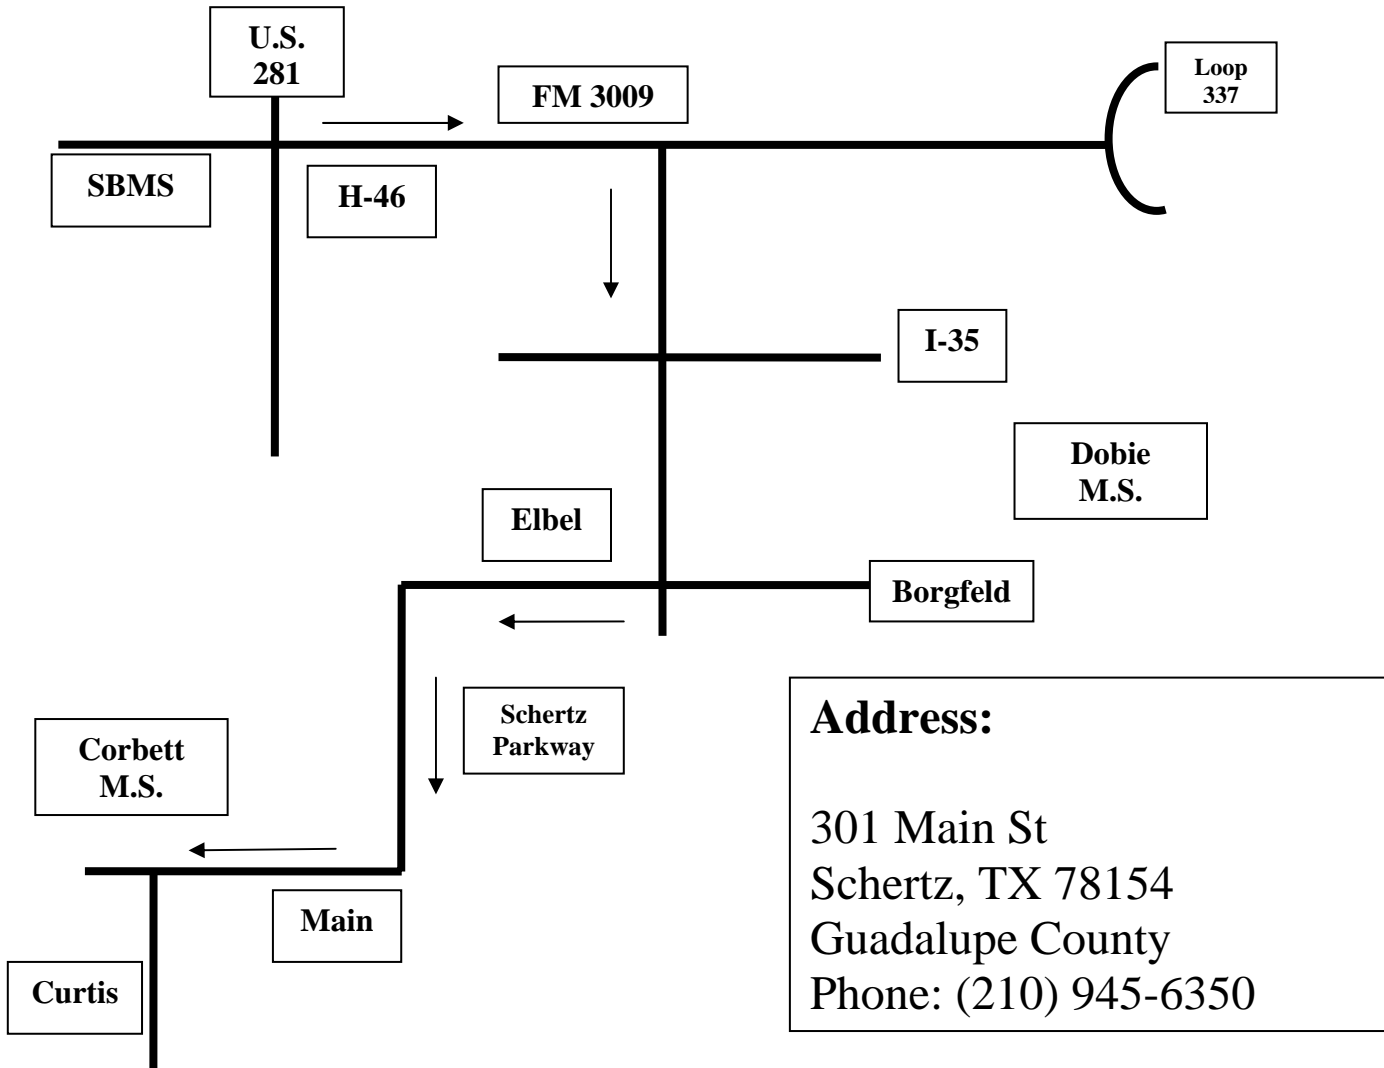 U.S.
281
FM 3009
Loop
337
SBMS
H-46
I-35
Dobie
M.S.
Elbel
Borgfeld
Schertz
Parkway
Corbett
M.S.
Main
Curtis
Address:
301 Main St
Schertz, TX 78154
Guadalupe County
Phone: (210) 945-6350